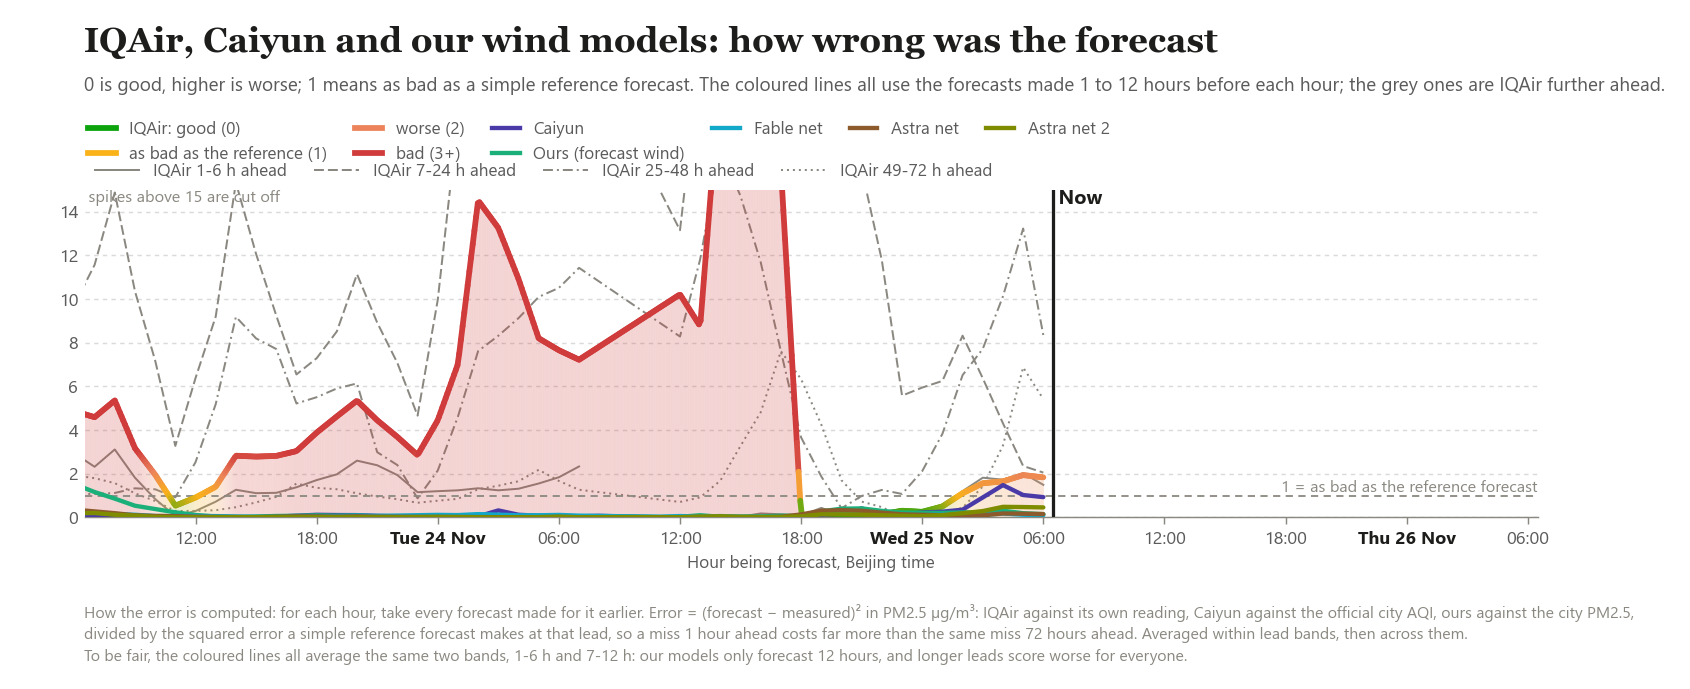 IQAir, Caiyun and our wind models: how wrong was the forecast
0 is good, higher is worse; 1 means as bad as a simple reference forecast. The coloured lines all use the forecasts made 1 to 12 hours before each hour; the grey ones are IQAir further ahead.
IQAir: good (0) worse (2) Caiyun Fable net Astra net Astra net 2
as bad as the reference (1) bad (3+) Ours (forecast wind)
IQAir 1-6 h ahead IQAir 7-24 h ahead IQAir 25-48 h ahead IQAir 49-72 h ahead
spikes above 15 are cut off
Now
14
12
10
8
6
4
2
1 = as bad as the reference forecast
0
12:00 18:00 Tue 24 Nov 06:00 12:00 18:00 Wed 25 Nov 06:00 12:00 18:00 Thu 26 Nov 06:00
Hour being forecast, Beijing time
How the error is computed: for each hour, take every forecast made for it earlier. Error = (forecast − measured)² in PM2.5 µg/m³: IQAir against its own reading, Caiyun against the official city AQI, ours against the city PM2.5,
divided by the squared error a simple reference forecast makes at that lead, so a miss 1 hour ahead costs far more than the same miss 72 hours ahead. Averaged within lead bands, then across them.
To be fair, the coloured lines all average the same two bands, 1-6 h and 7-12 h: our models only forecast 12 hours, and longer leads score worse for everyone.